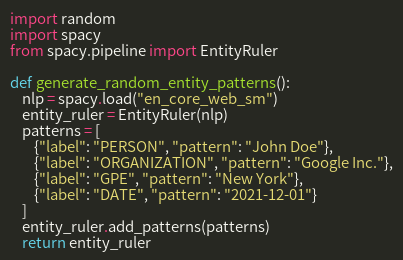 import random
import spacy
from spacy.pipeline import EntityRuler

def generate_random_entity_patterns():
    nlp = spacy.load("en_core_web_sm")
    entity_ruler = EntityRuler(nlp)
    patterns = [
        {"label": "PERSON", "pattern": "John Doe"},
        {"label": "ORGANIZATION", "pattern": "Google Inc."},
        {"label": "GPE", "pattern": "New York"},
        {"label": "DATE", "pattern": "2021-12-01"}
    ]
    entity_ruler.add_patterns(patterns)
    return entity_ruler